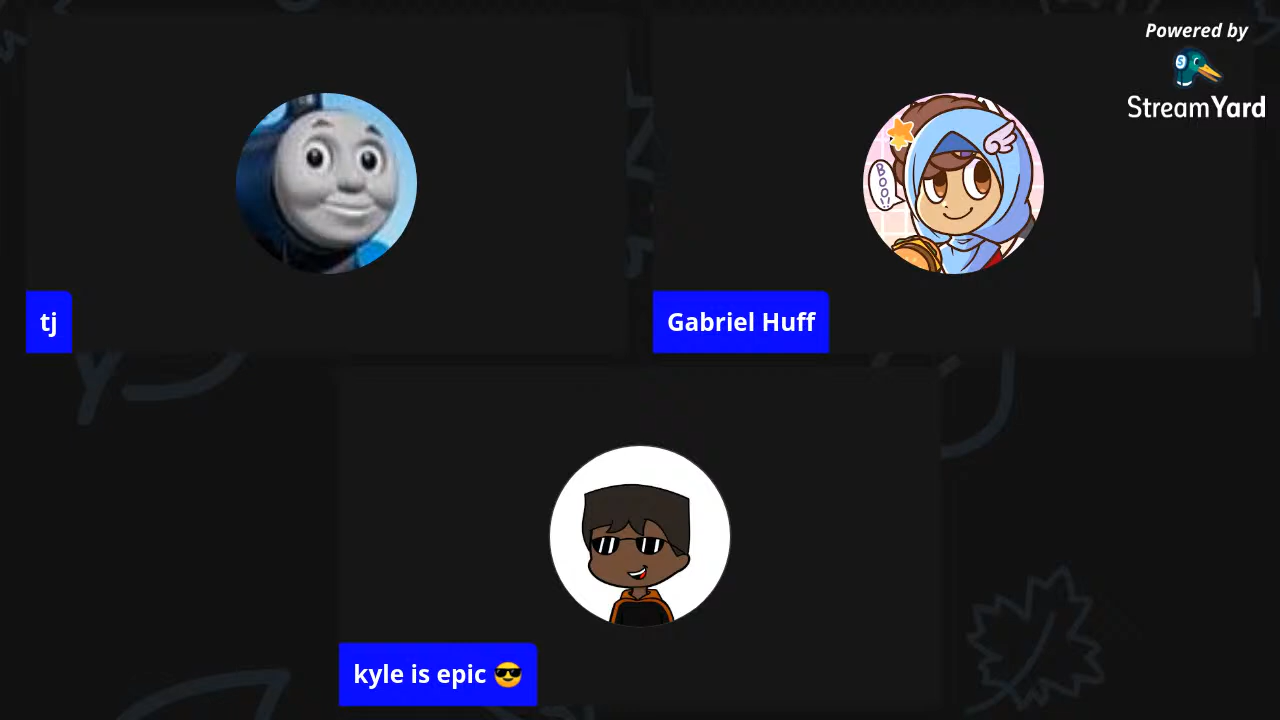 Powered by
S
StreamYard
BOO!!
tj
Gabriel Huff
kyle is epic 😎